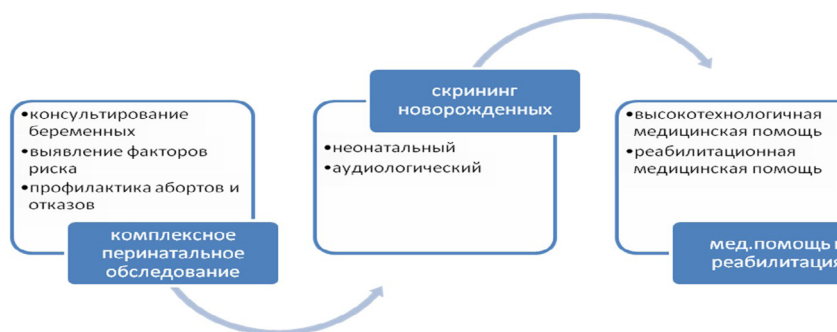 •консультирование
беременных
•выявление факторов
риска
•профилактика абортов и
отказов
комплексное
перинатальное
обследование
скрининг
новорожденных
•неонатальный
•аудиологический
•высокотехнологичная
медицинская помощь
•реабилитационная
медицинская помощь
мед.помощь
реабилитация